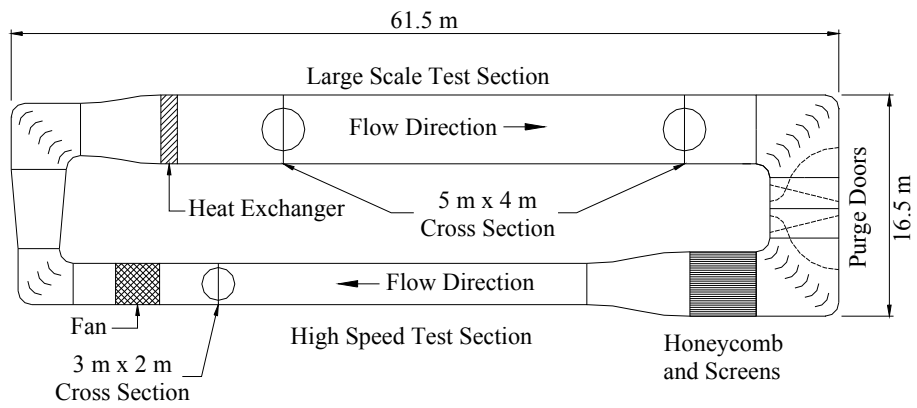 61.5 m
Large Scale Test Section
Flow Direction
Heat Exchanger
5 m x 4 m
Cross Section
Purge Doors
16.5 m
Flow Direction
Fan
High Speed Test Section
3 m x 2 m
Cross Section
Honeycomb
and Screens